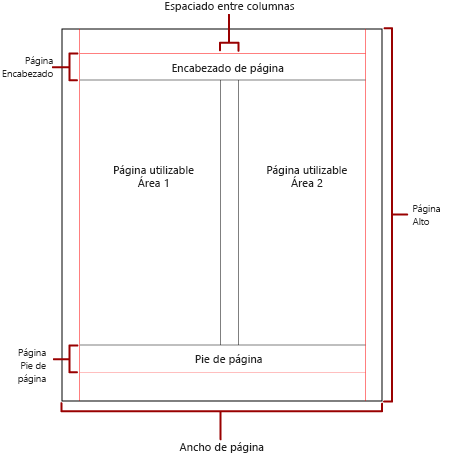 Espaciado entre columnas
Página
Encabezado
Encabezado de página
Página utilizable
Área 1
Página utilizable
Área 2
Página
Alto
Página
Pie de
página
Pie de página
Ancho de página